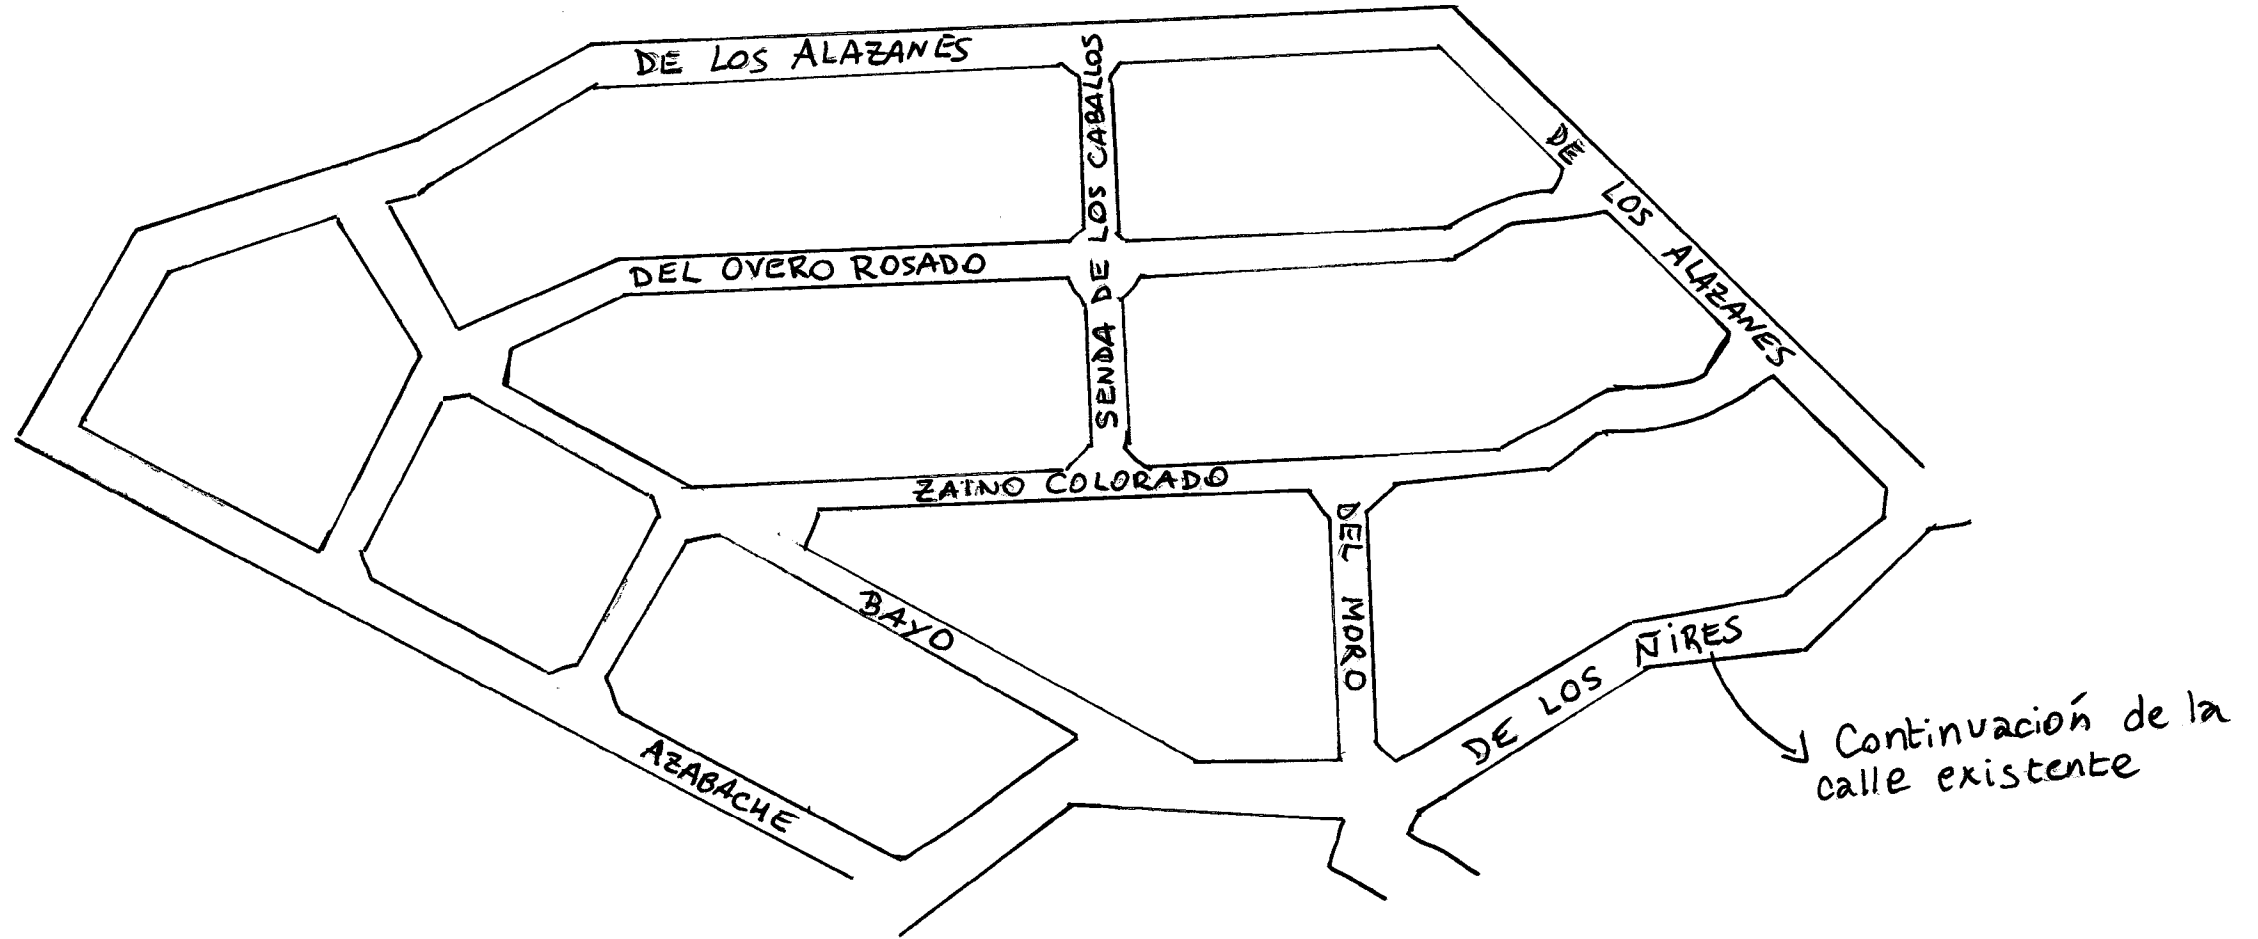 DE LOS ALAZANES
SENDA DE LOS CABALLOS
DE LOS ALAZANES
DEL OVERO ROSADO
ZAINO COLORADO
DEL MORO
BAYO
DE LOS ÑIRES
AZABACHE
Continuación de la
calle existente